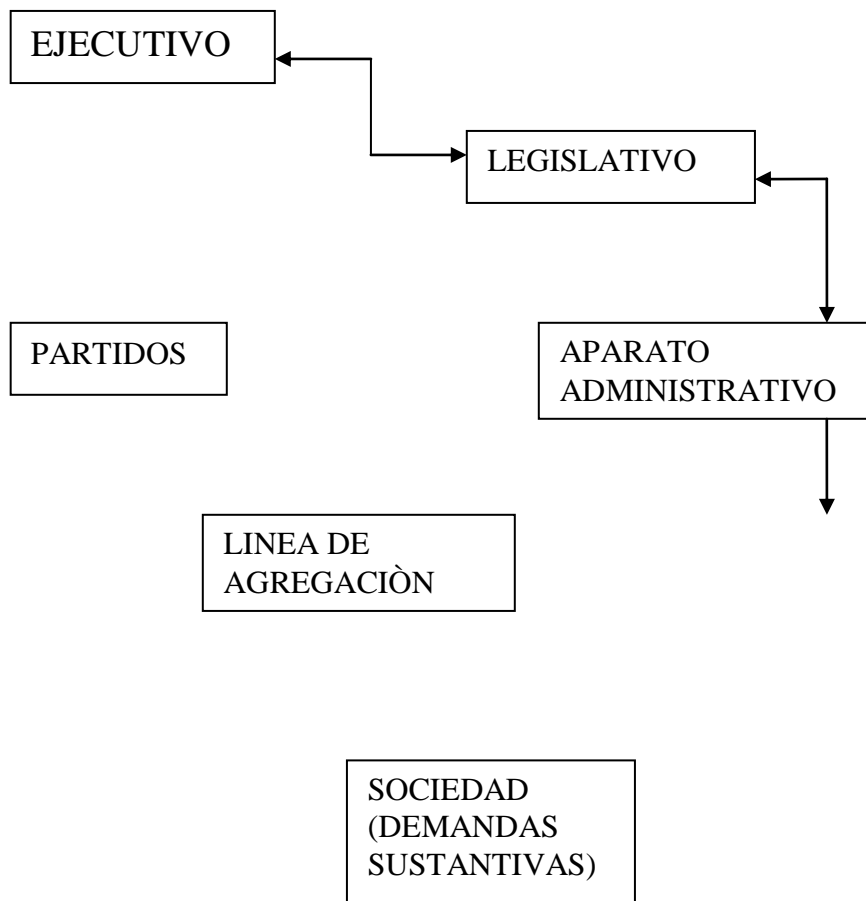 EJECUTIVO
LEGISLATIVO
PARTIDOS
APARATO
ADMINISTRATIVO
LINEA DE
AGREGACIÒN
SOCIEDAD
(DEMANDAS
SUSTANTIVAS)